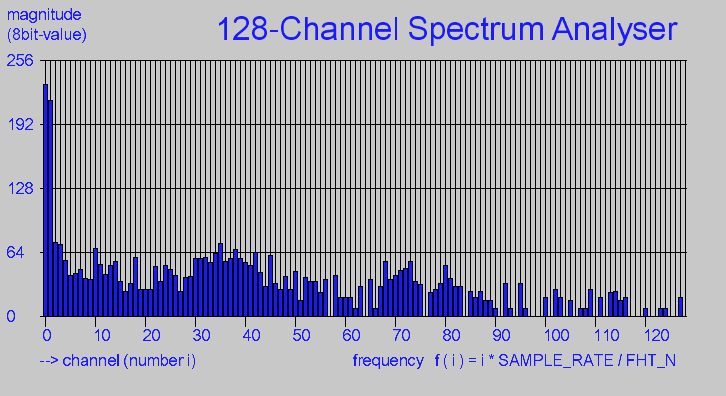 magnitude
(8bit-value)
128-Channel Spectrum Analyser
256
192
128
64
0
0 10 20 30 40 50 60 70 80 90 100 110 120
--> channel (number i)
frequency f ( i ) = i * SAMPLE_RATE / FHT_N